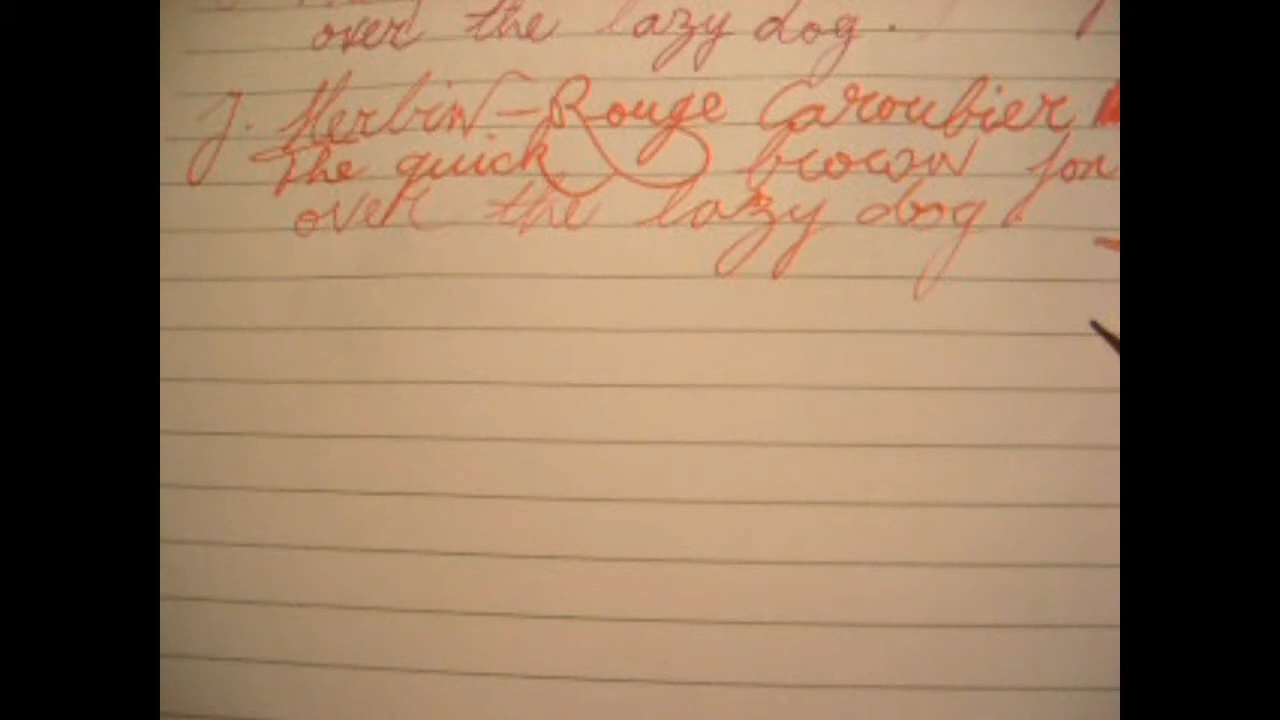 over the lazy dog.
J. Herbin - Rouge Caroubier
The quick brown fox
over the lazy dog.